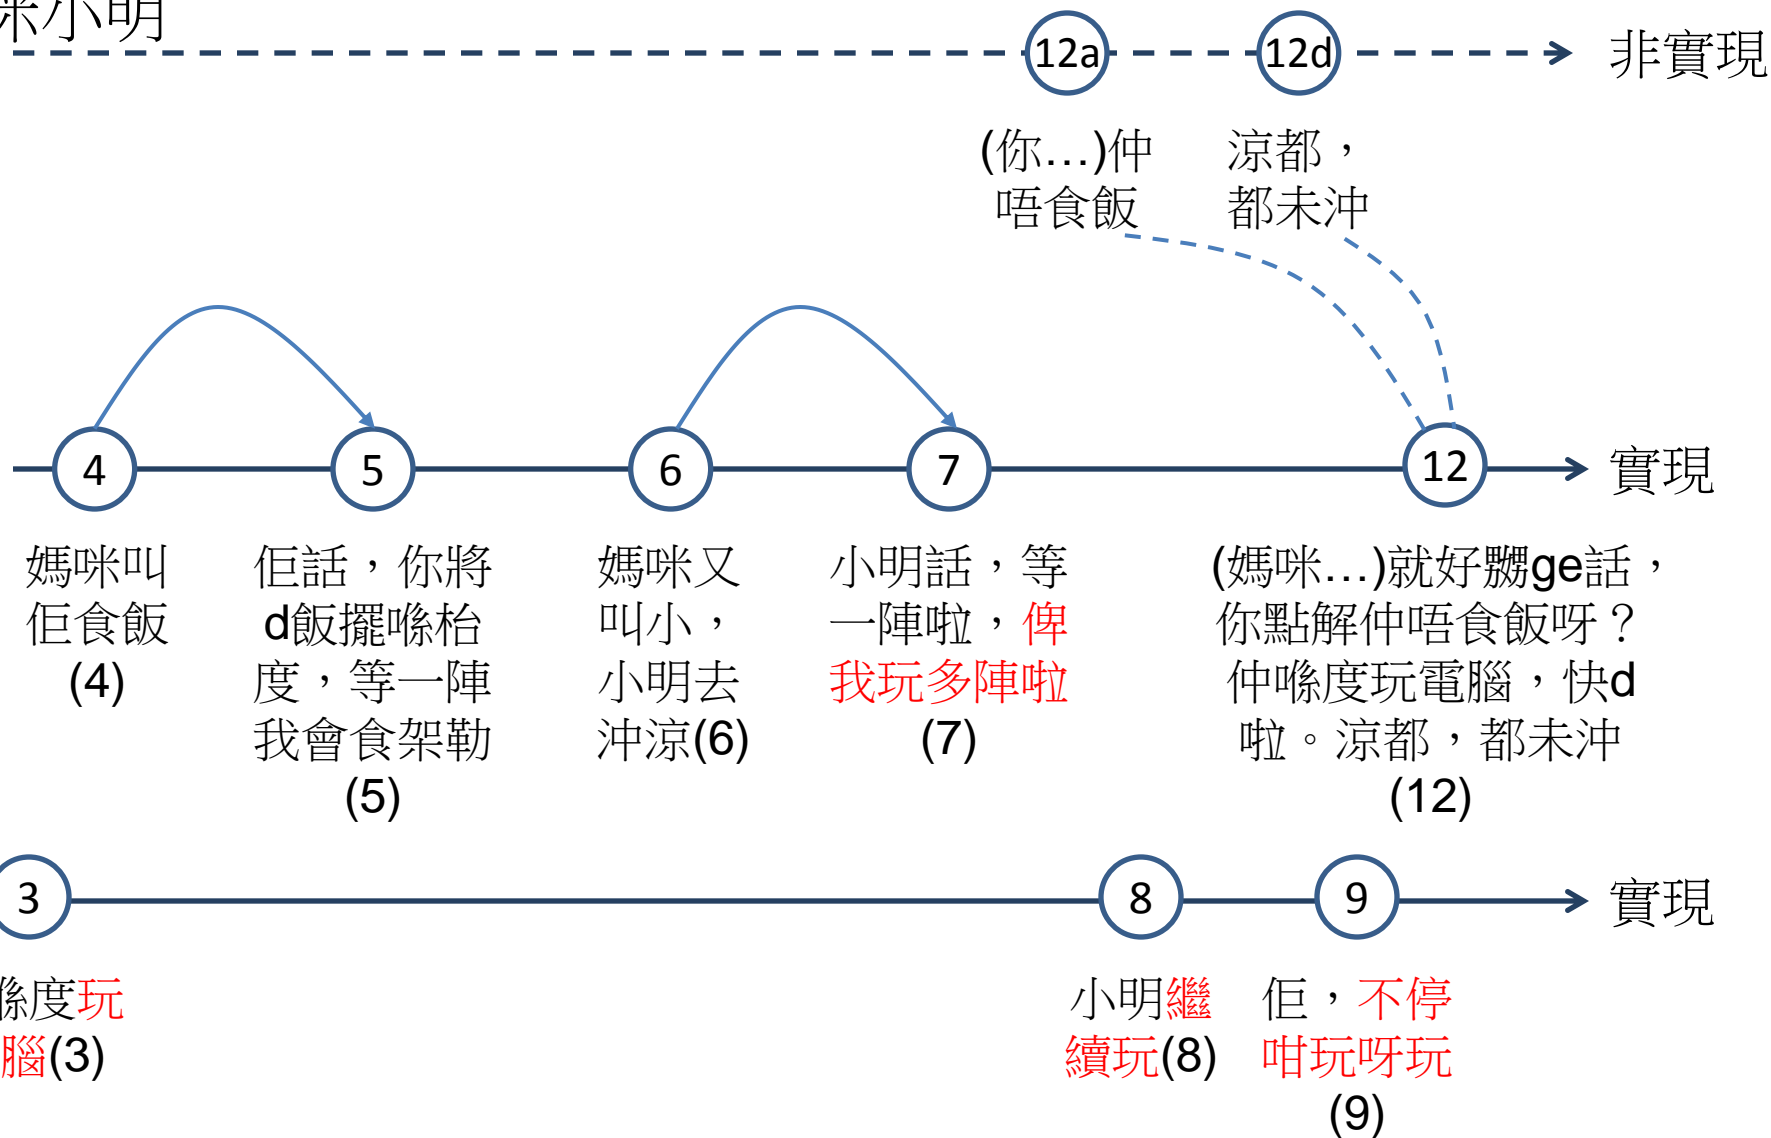 咪小明
12a
12d
非實現
(你…)仲
唔食飯
涼都，
都未沖
4
5
6
7
12
實現
媽咪叫
佢食飯
(4)
佢話，你將
d飯擺喺枱
度，等一陣
我會食架勒
(5)
媽咪又
叫小，
小明去
沖涼(6)
小明話，等
一陣啦，俾
我玩多陣啦
(7)
(媽咪…)就好嬲ge話，
你點解仲唔食飯呀？
仲喺度玩電腦，快d
啦。涼都，都未沖
(12)
3
8
9
實現
喺度玩
腦(3)
小明繼
續玩(8)
佢，不停
咁玩呀玩
(9)